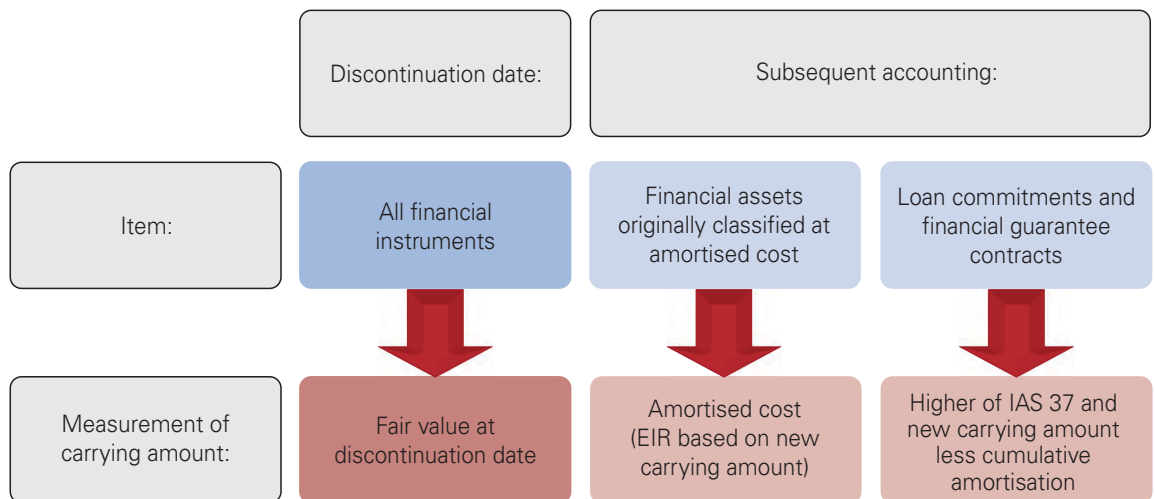 Discontinuation date:
Subsequent accounting:
Item:
All financial
instruments
Financial assets
originally classified at
amortised cost
Loan commitments and
financial guarantee
contracts
Measurement of
carrying amount:
Fair value at
discontinuation date
Amortised cost
(EIR based on new
carrying amount)
Higher of IAS 37 and
new carrying amount
less cumulative
amortisation